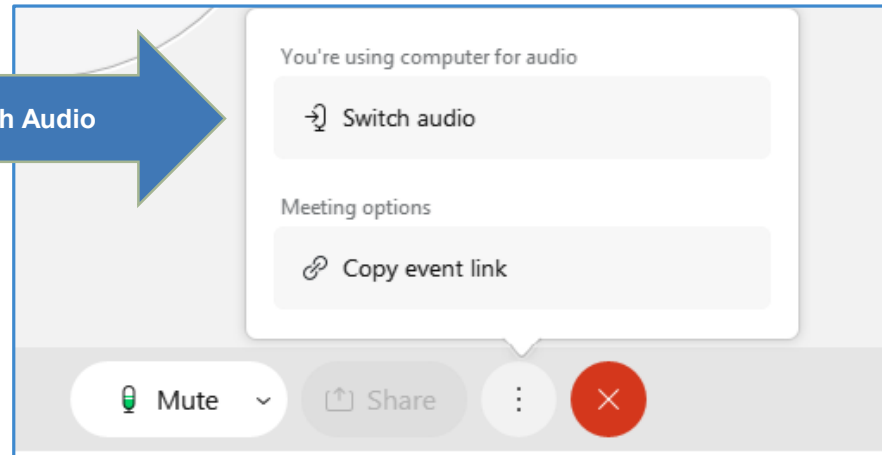 You're using computer for audio
h Audio
Switch audio
Meeting options
Copy event link
Mute
Share